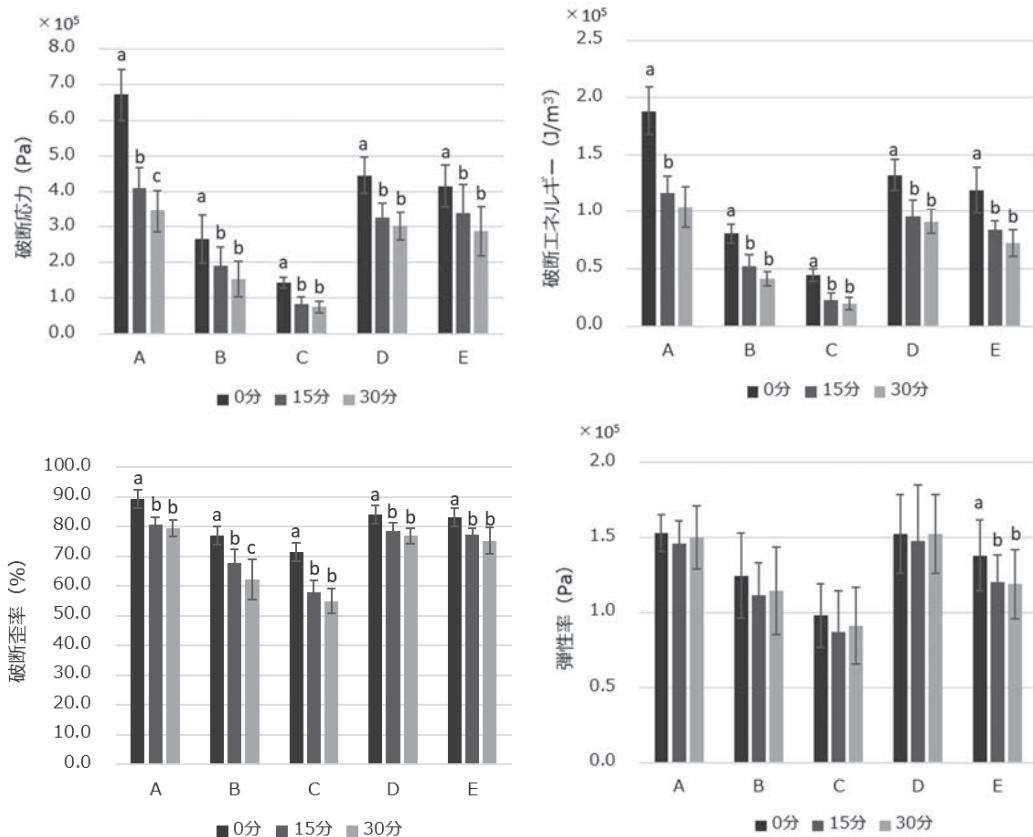 ×10⁵
8.0
7.0
6.0
5.0
4.0
3.0
2.0
1.0
0.0
破断応力（Pa）
a
b
c
a
b
b
a
b
b
a
b
b
a
b
b
A B C D E
■ 0分 ■ 15分 ■ 30分
×10⁵
2.5
2.0
1.5
1.0
0.5
0.0
破断エネルギー（J/m³）
a
b
a
b
b
a
b
b
a
b
b
a
b
b
A B C D E
■ 0分 ■ 15分 ■ 30分
100.0
90.0
80.0
70.0
60.0
50.0
40.0
30.0
20.0
10.0
0.0
破断歪率（%）
a
b
b
a
b
c
a
b
b
a
b
b
a
b
b
A B C D E
■ 0分 ■ 15分 ■ 30分
×10⁵
2.0
1.5
1.0
0.5
0.0
弾性率（Pa）
a
b
b
A B C D E
■ 0分 ■ 15分 ■ 30分